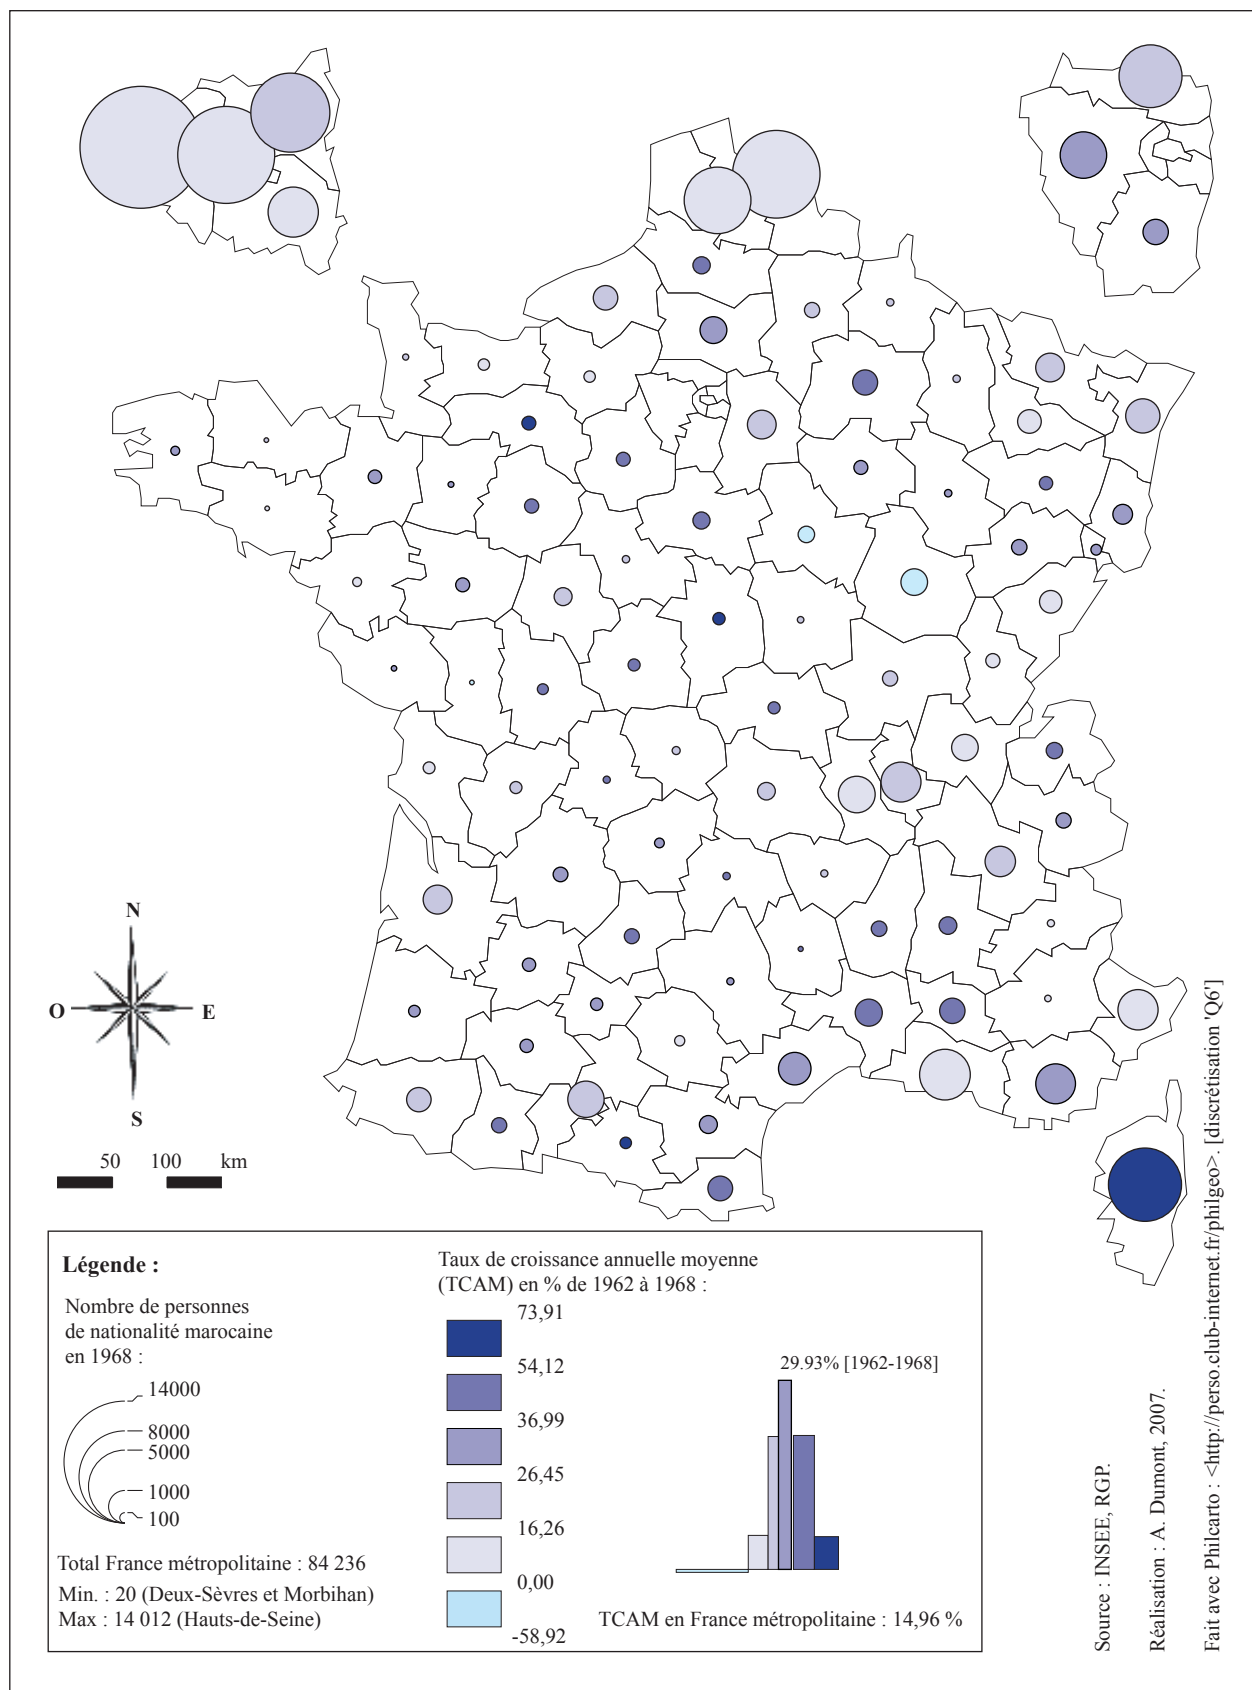 N
O
E
S
50 100 km
Légende :
Nombre de personnes
de nationalité marocaine
en 1968 :
14000
8000
5000
1000
100
Total France métropolitaine : 84 236
Min. : 20 (Deux-Sèvres et Morbihan)
Max : 14 012 (Hauts-de-Seine)
Taux de croissance annuelle moyenne
(TCAM) en % de 1962 à 1968 :
73,91
54,12
36,99
26,45
16,26
0,00
-58,92
29.93% [1962-1968]
TCAM en France métropolitaine : 14,96 %
Source : INSEE, RGP.
Réalisation : A. Dumont, 2007.
Fait avec Philcarto : <http://perso.club-internet.fr/philgeo>. [discrétisation 'Q6']